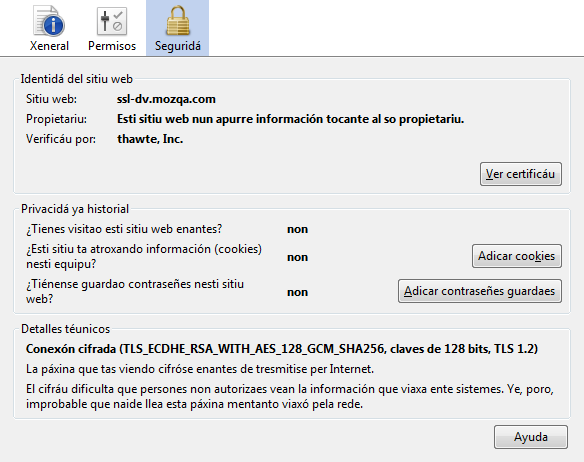 Xeneral Permisos Seguridá
Identidá del sitiu web
Sitiu web: ssl-dv.mozqa.com
Propietariu: Esti sitiu web nun apurre información tocante al so propietariu.
Verificáu por: thawte, Inc.
Ver certificáu
Privacidá ya historial
¿Tienes visitao esti sitiu web enantes? non
¿Esti sitiu ta atroxando información (cookies)
nesti equipu? non Adicar cookies
¿Tiénense guardao contraseñes nesti sitiu
web? non Adicar contraseñes guardaes
Detalles técnicos
Conexón cifrada (TLS_ECDHE_RSA_WITH_AES_128_GCM_SHA256, claves de 128 bits, TLS 1.2)
La páxina que tas viendo cifróse enantes de tresmitise per Internet.
El cifráu dificulta que persones non autorizaes vean la información que viaxa ente sistemes. Ye, poro,
improbable que naide llea esta páxina mentanto viaxó pela rede.
Ayuda